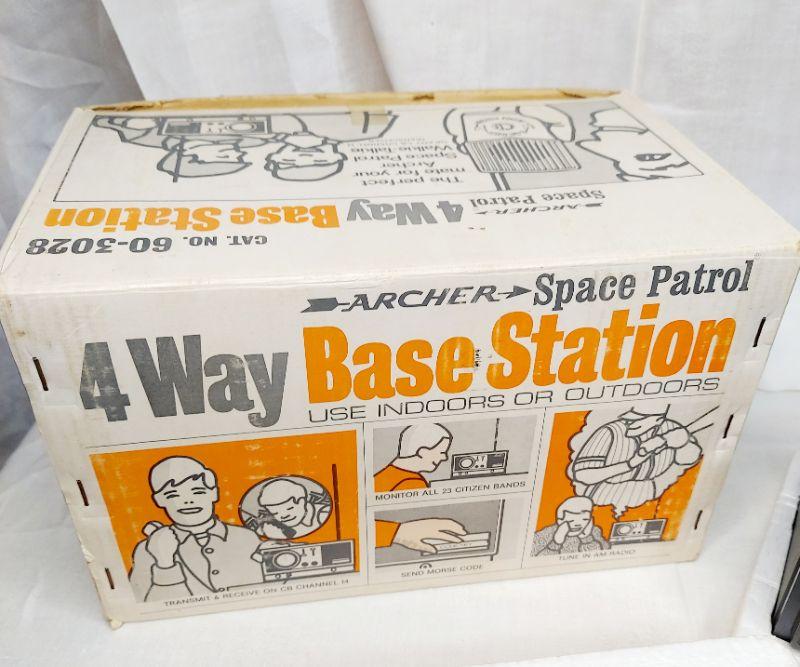 ARCHER Space Patrol
4 Way Base Station
USE INDOORS OR OUTDOORS
TRANSMIT & RECEIVE ON CB CHANNEL 14
MONITOR ALL 23 CITIZEN BANDS
SEND MORSE CODE
TUNE IN AM RADIO
CAT. NO. 60-3028
ARCHER
Space Patrol 4 Way Base Station
The perfect
mate for your
Archer
Space Patrol
Walkie-Talkie